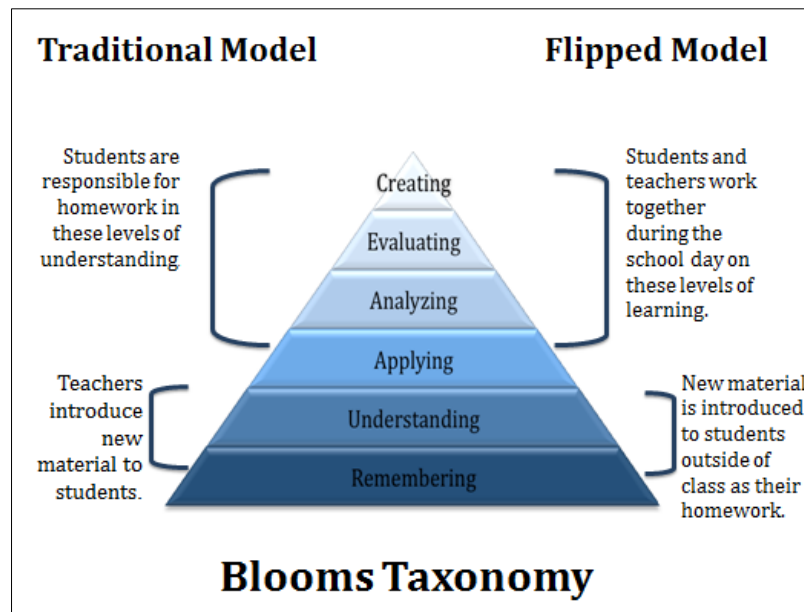 Traditional Model
Flipped Model
Students are
responsible for
homework in
these levels of
understanding
Teachers
introduce
new
material to
students.
Creating
Evaluating
Analyzing
Applying
Understanding
Remembering
Students and
teachers work
together
during the
school day on
these levels of
learning.
New material
is introduced
to students
outside of
class as their
homework.
Blooms Taxonomy